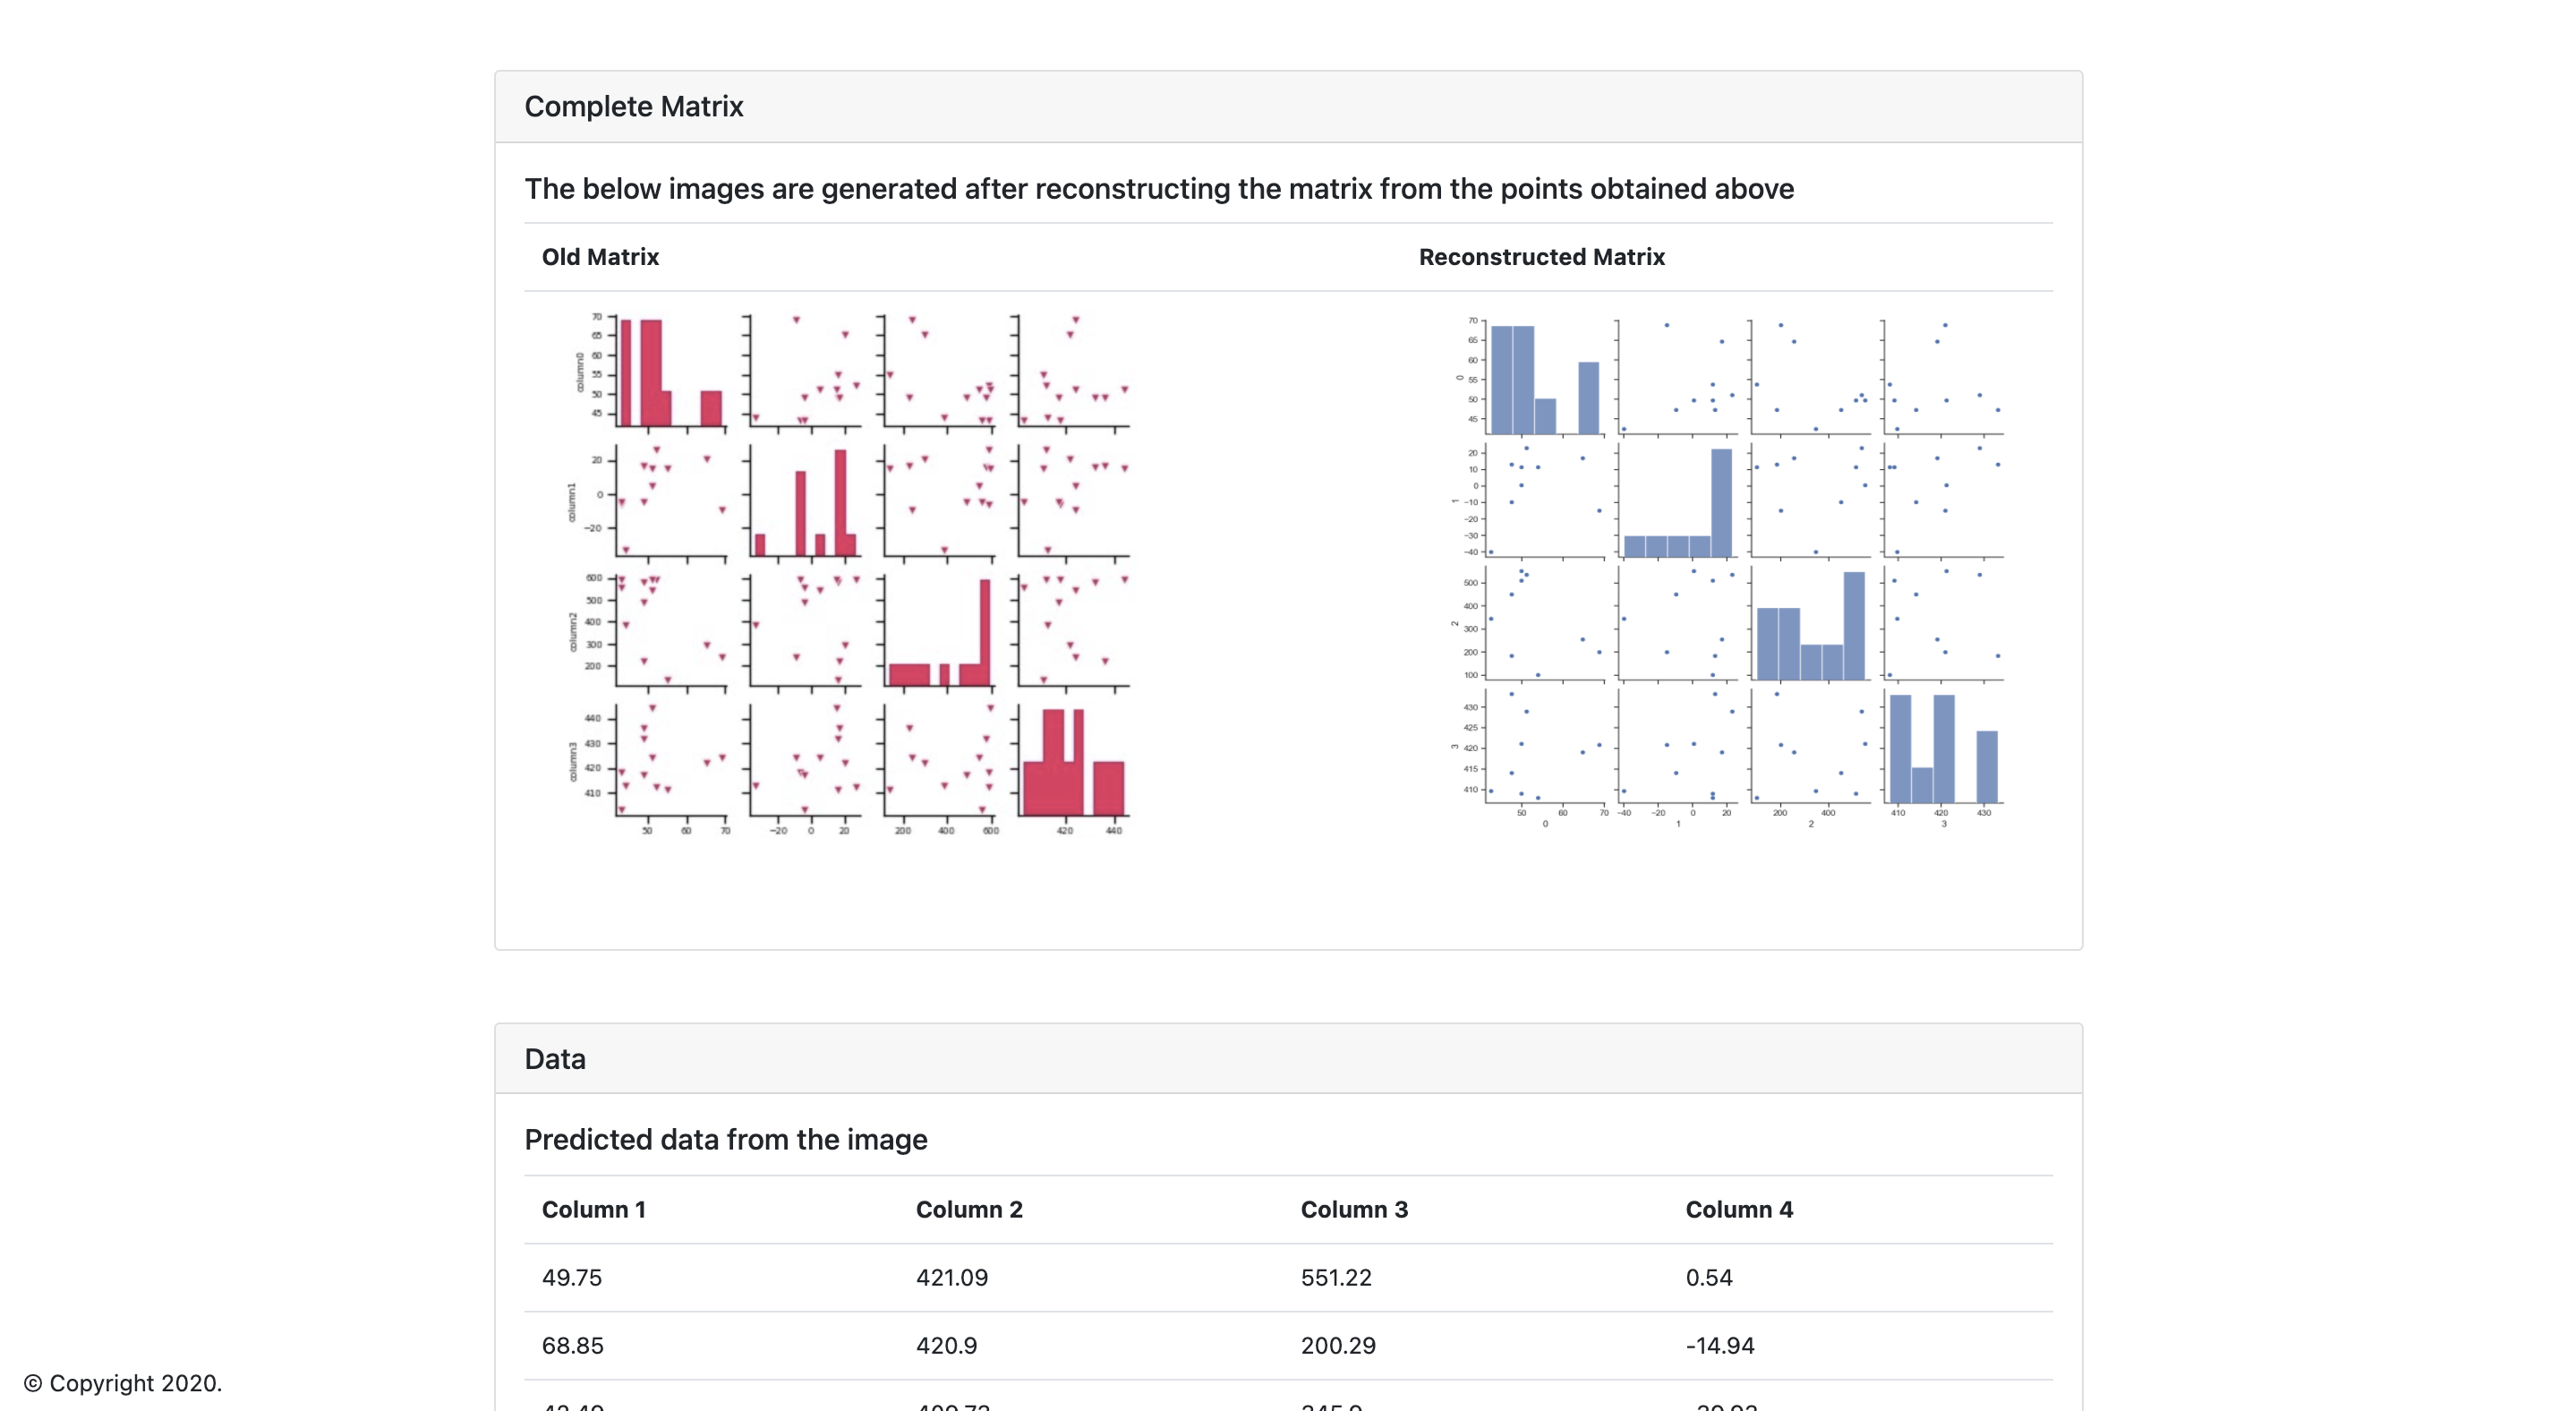 Complete Matrix
The below images are generated after reconstructing the matrix from the points obtained above
Old Matrix Reconstructed Matrix
70
65
60
55
50
45
column0
20
0
−20
column1
600
500
400
300
200
column2
440
430
420
410
column3
50 60 70 −20 0 20 200 400 600 420 440
70
65
60
55
50
45
0
20
10
0
−10
−20
−30
−40
1
500
400
300
200
100
2
430
425
420
415
410
3
50 60 70 −40 −20 0 20 200 400 410 420 430
0 1 2 3
Data
Predicted data from the image
Column 1 Column 2 Column 3 Column 4
49.75 421.09 551.22 0.54
68.85 420.9 200.29 -14.94
© Copyright 2020.